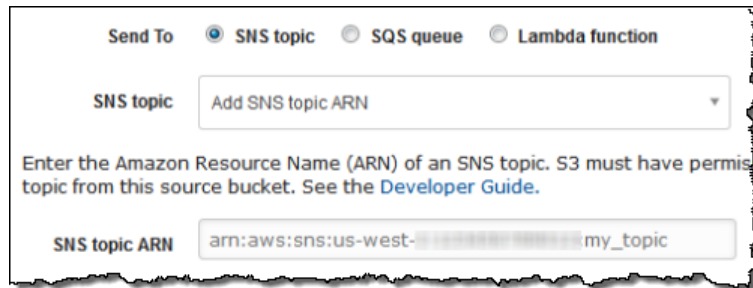 Send To SNS topic SQS queue Lambda function
SNS topic Add SNS topic ARN
Enter the Amazon Resource Name (ARN) of an SNS topic. S3 must have permis
topic from this source bucket. See the Developer Guide.
SNS topic ARN arn:aws:sns:us-west- my_topic